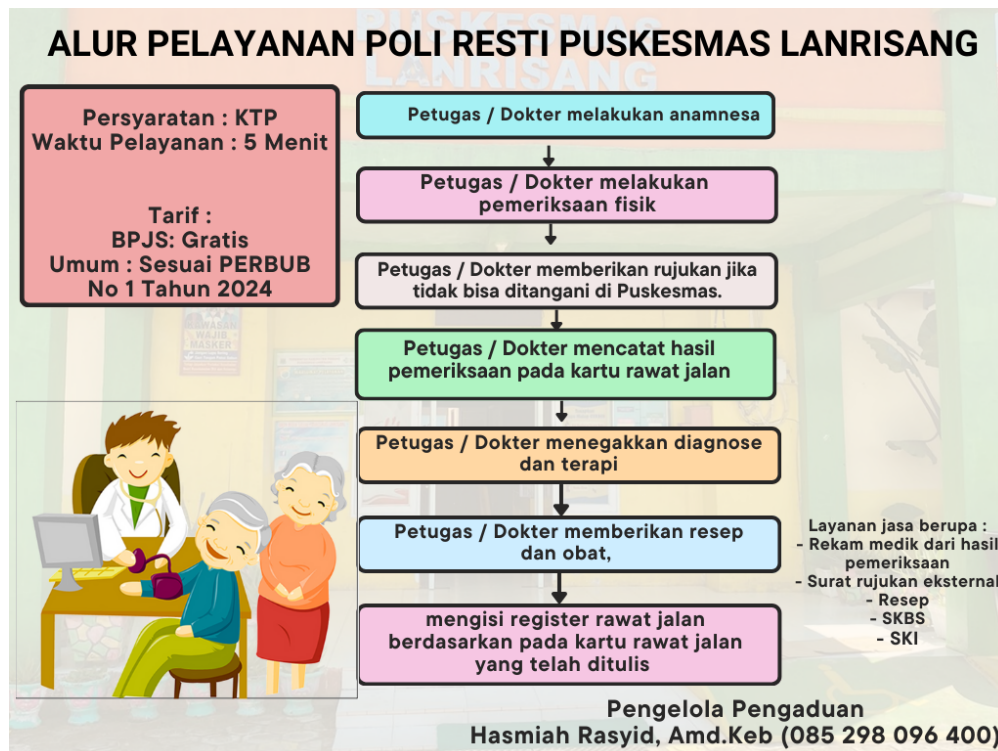 ALUR PELAYANAN POLI RESTI PUSKESMAS LANRISANG
PUSKESMAS
LANRISANG
Persyaratan : KTP
Waktu Pelayanan : 5 Menit
Tarif :
BPJS: Gratis
Umum : Sesuai PERBUB
No 1 Tahun 2024
Petugas / Dokter melakukan anamnesa
Petugas / Dokter melakukan
pemeriksaan fisik
Petugas / Dokter memberikan rujukan jika
tidak bisa ditangani di Puskesmas.
Petugas / Dokter mencatat hasil
pemeriksaan pada kartu rawat jalan
Petugas / Dokter menegakkan diagnose
dan terapi
Petugas / Dokter memberikan resep
dan obat,
mengisi register rawat jalan
berdasarkan pada kartu rawat jalan
yang telah ditulis
KAWASAN
WAJIB
MASKER
Layanan jasa berupa :
- Rekam medik dari hasil
pemeriksaan
- Surat rujukan eksternal
- Resep
- SKBS
- SKI
Pengelola Pengaduan
Hasmiah Rasyid, Amd.Keb (085 298 096 400)